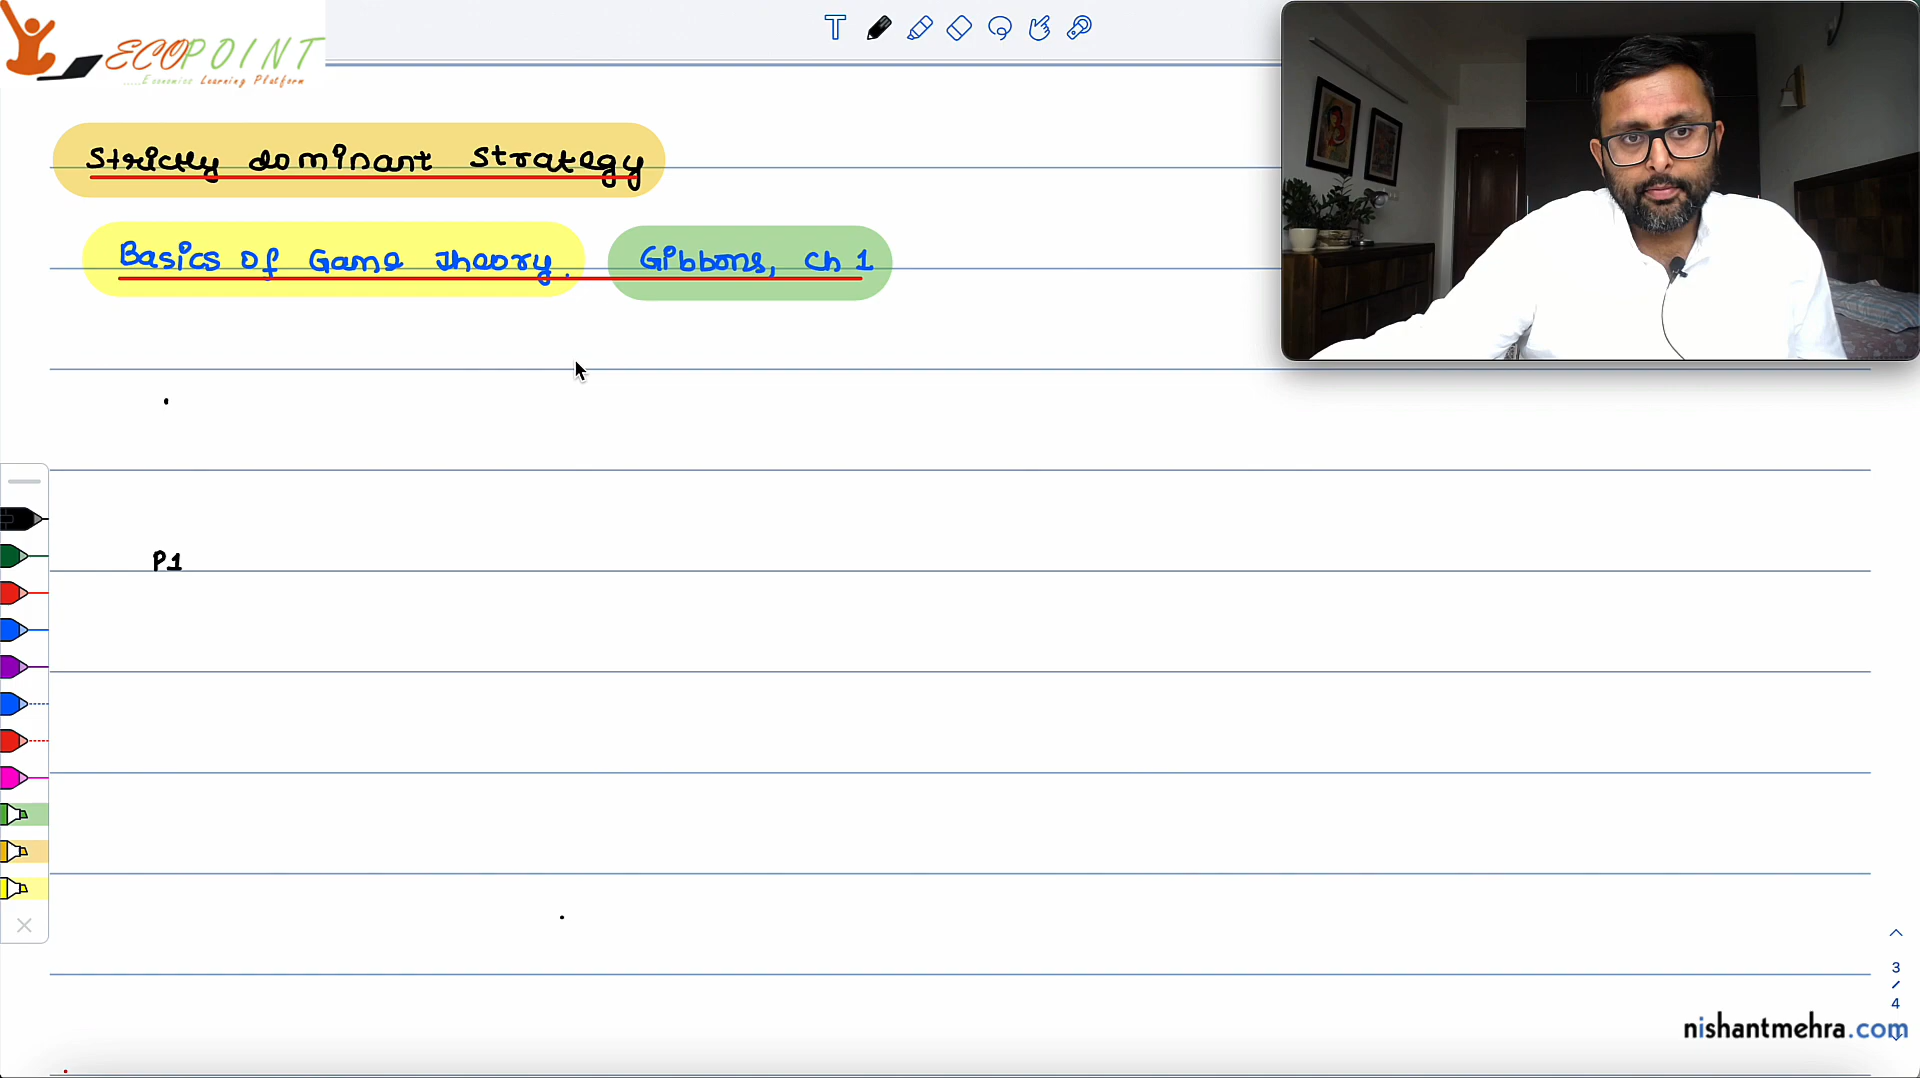 ECOPOINT
.....Economics Learning Platform
T
Strictly dominant strategy
Basics of Game Theory. Gibbons, Ch 1
P1
3
/
4
nishantmehra.com